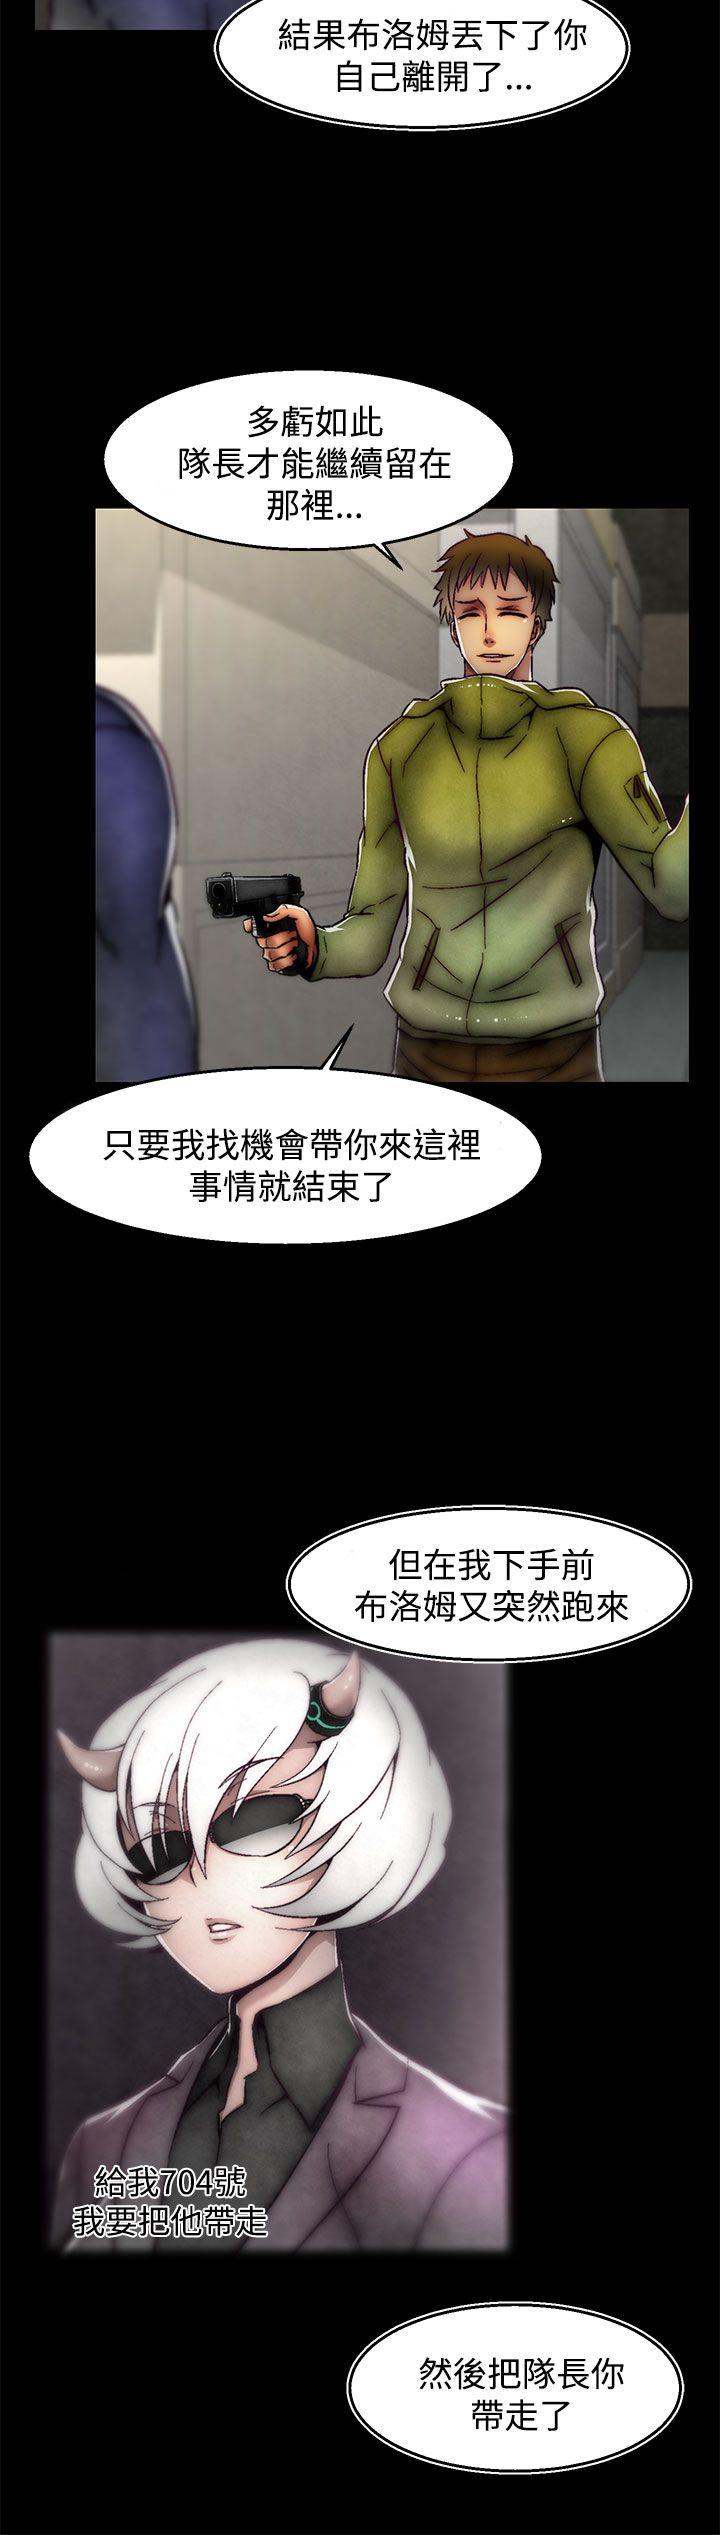 結果布洛姆丟下了你
自己離開了...
多虧如此
隊長才能繼續留在
那裡...
只要我找機會帶你來這裡
事情就結束了
但在我下手前
布洛姆又突然跑來
給我704號
我要把他帶走
然後把隊長你
帶走了